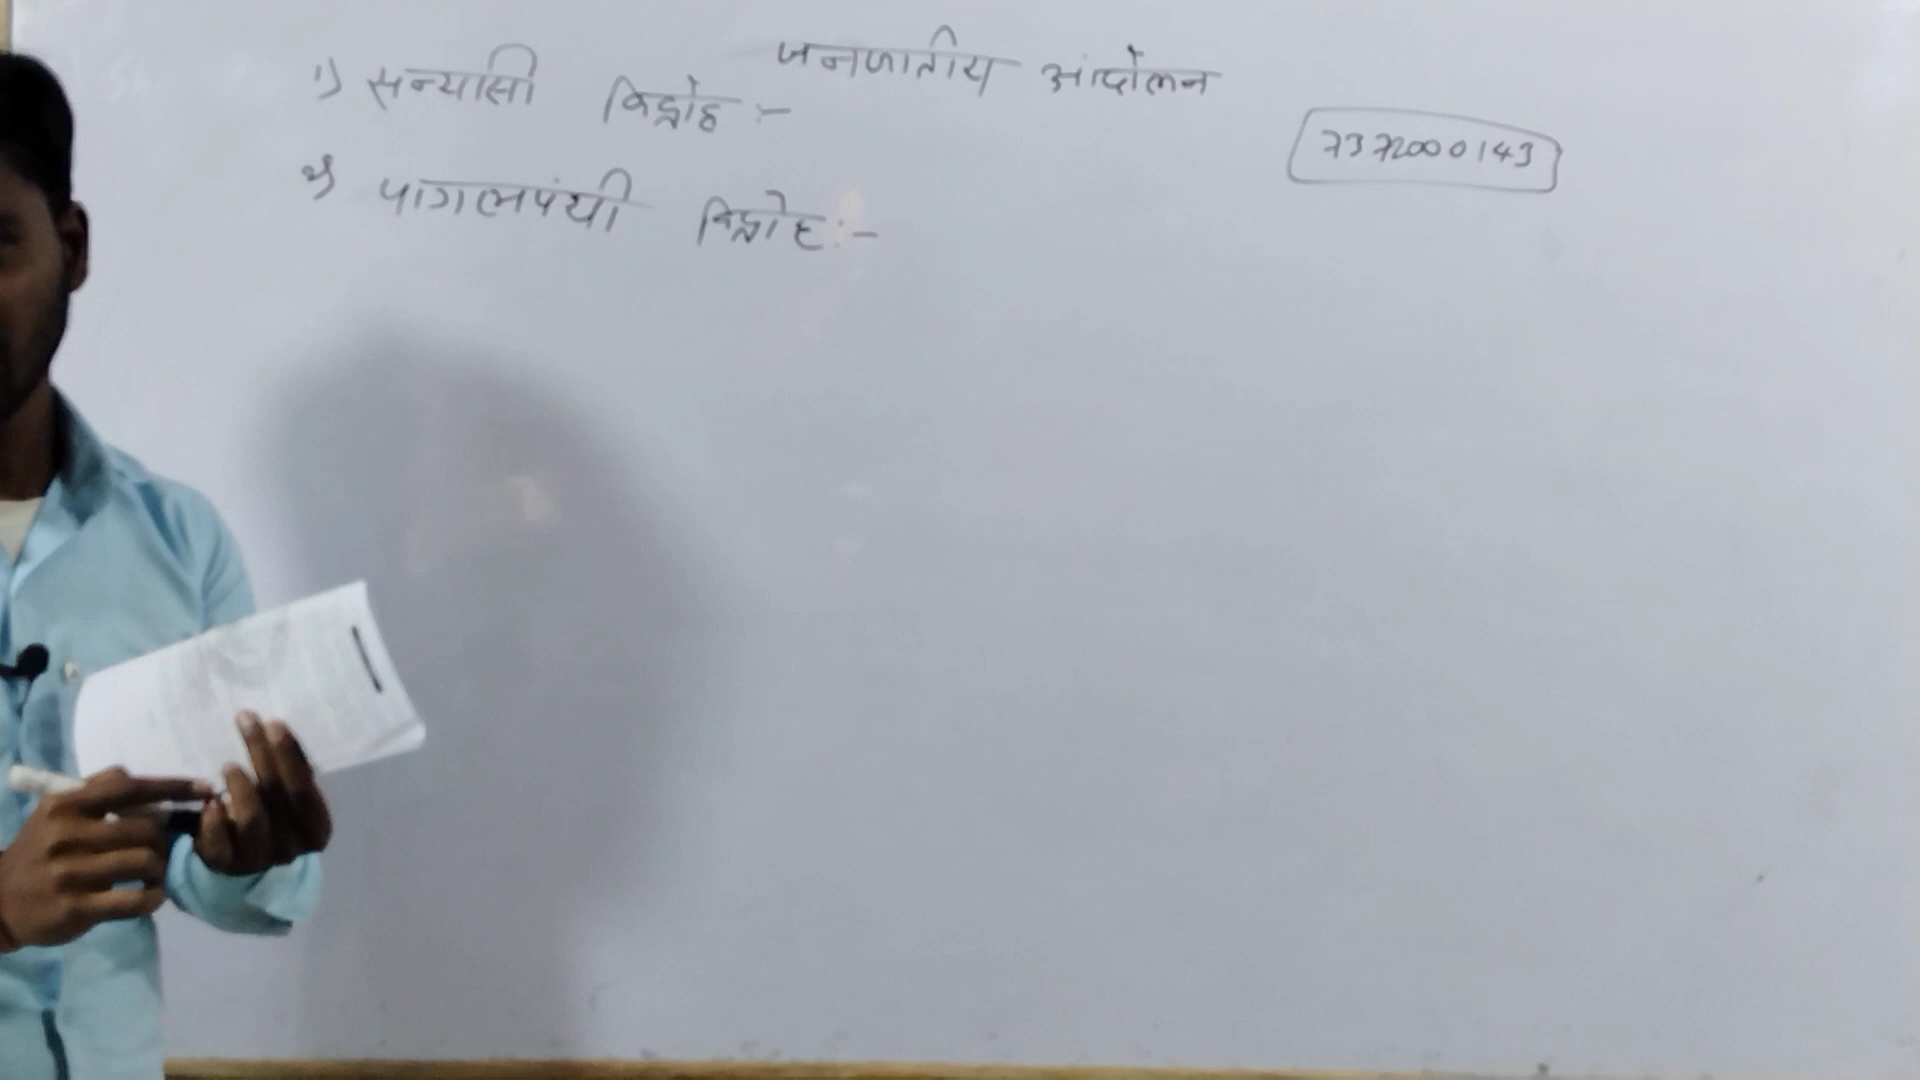 जनजातीय आंदोलन
1) सन्यासी विद्रोह :-
2) पागलपंथी विद्रोह :-
7372000143